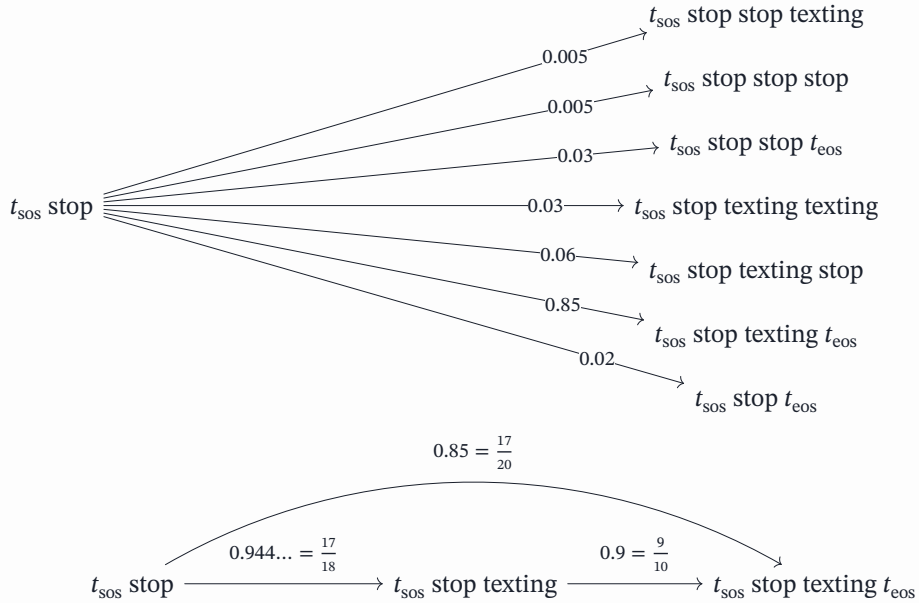 t_sos stop stop texting
0.005
t_sos stop stop stop
0.005
t_sos stop stop t_eos
0.03
t_sos stop
0.03
t_sos stop texting texting
0.06
t_sos stop texting stop
0.85
t_sos stop texting t_eos
0.02
t_sos stop t_eos
0.85 = 17/20
0.944... = 17/18
0.9 = 9/10
t_sos stop
t_sos stop texting
t_sos stop texting t_eos